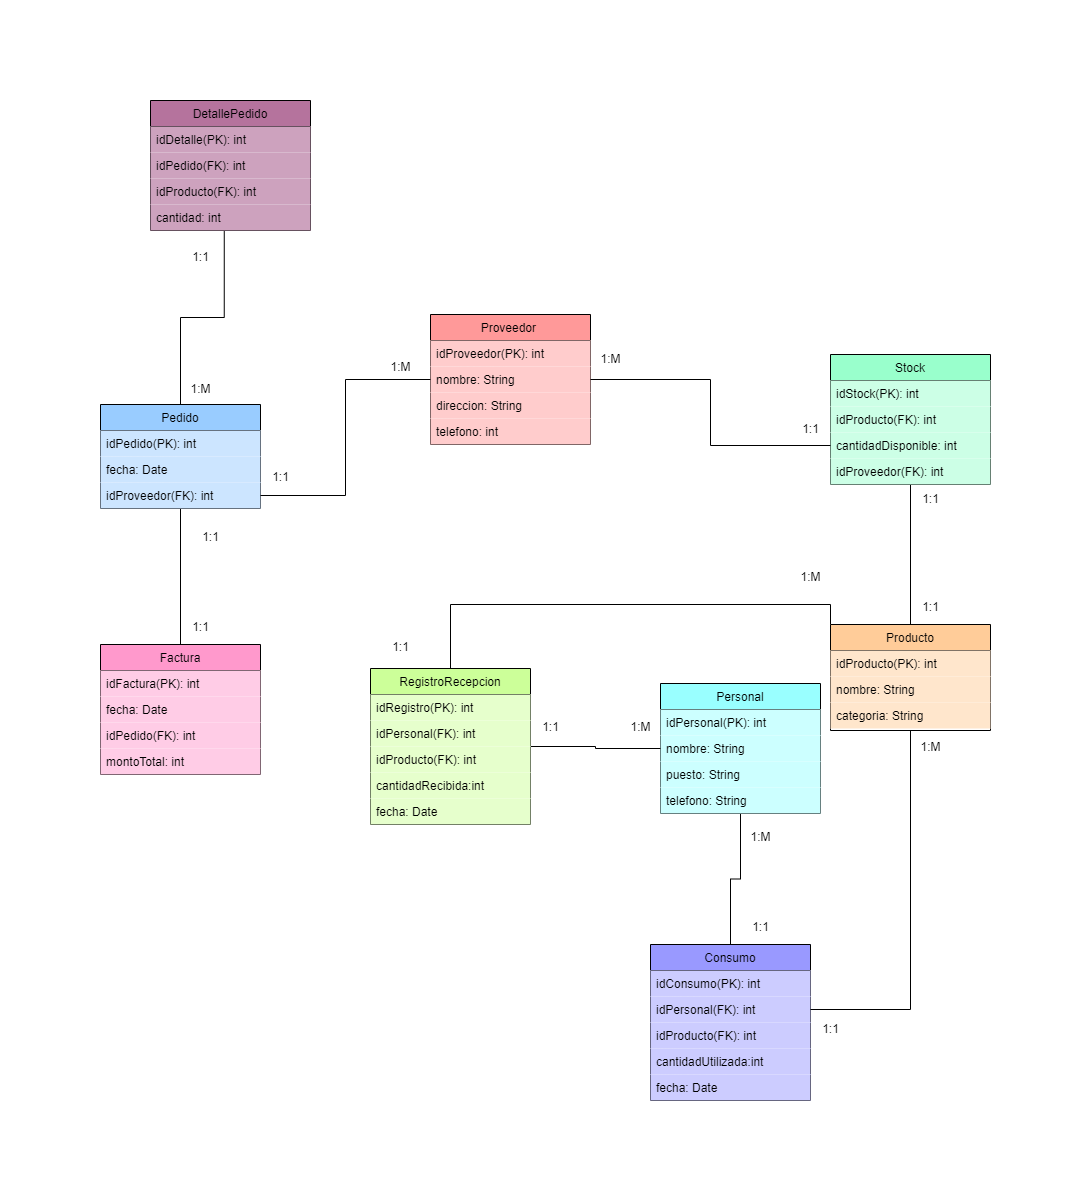 DetallePedido
idDetalle(PK): int
idPedido(FK): int
idProducto(FK): int
cantidad: int
1:1
1:M
Pedido
idPedido(PK): int
fecha: Date
idProveedor(FK): int
1:1
1:M
Proveedor
idProveedor(PK): int
nombre: String
direccion: String
telefono: int
1:M
1:1
Stock
idStock(PK): int
idProducto(FK): int
cantidadDisponible: int
idProveedor(FK): int
1:1
1:1
1:1
1:1
Factura
idFactura(PK): int
fecha: Date
idPedido(FK): int
montoTotal: int
1:M
1:1
Producto
idProducto(PK): int
nombre: String
categoria: String
1:M
RegistroRecepcion
idRegistro(PK): int
idPersonal(FK): int
idProducto(FK): int
cantidadRecibida:int
fecha: Date
1:1
1:M
Personal
idPersonal(PK): int
nombre: String
puesto: String
telefono: String
1:M
1:1
Consumo
idConsumo(PK): int
idPersonal(FK): int
idProducto(FK): int
cantidadUtilizada:int
fecha: Date
1:1